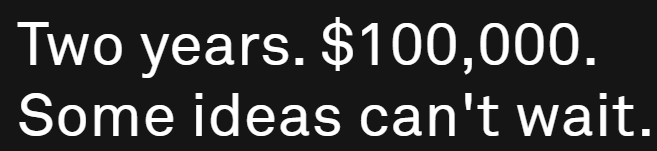 Two years. $100,000.
Some ideas can't wait.